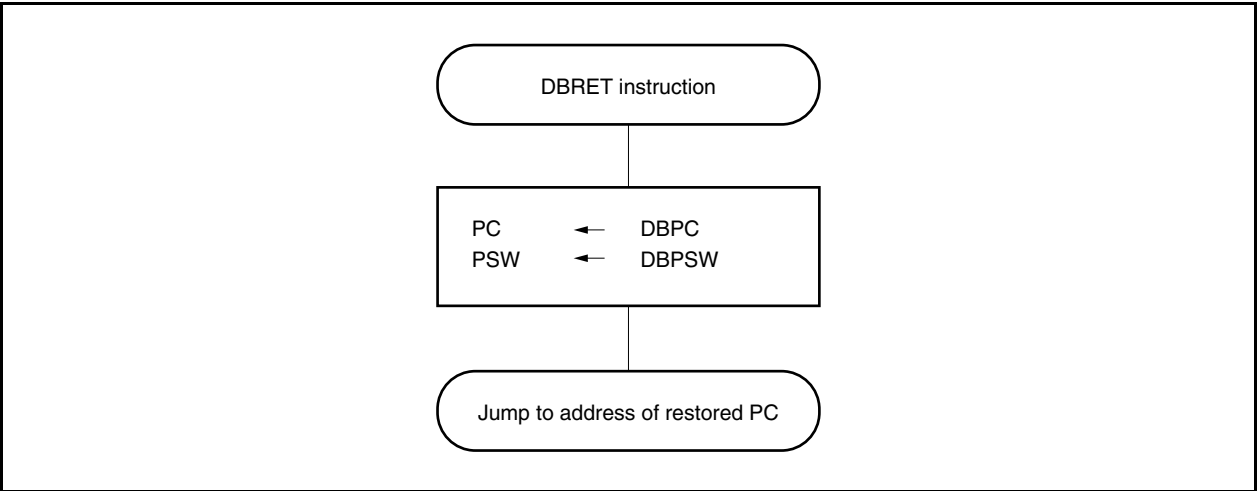 DBRET instruction
PC ← DBPC
PSW ← DBPSW
Jump to address of restored PC